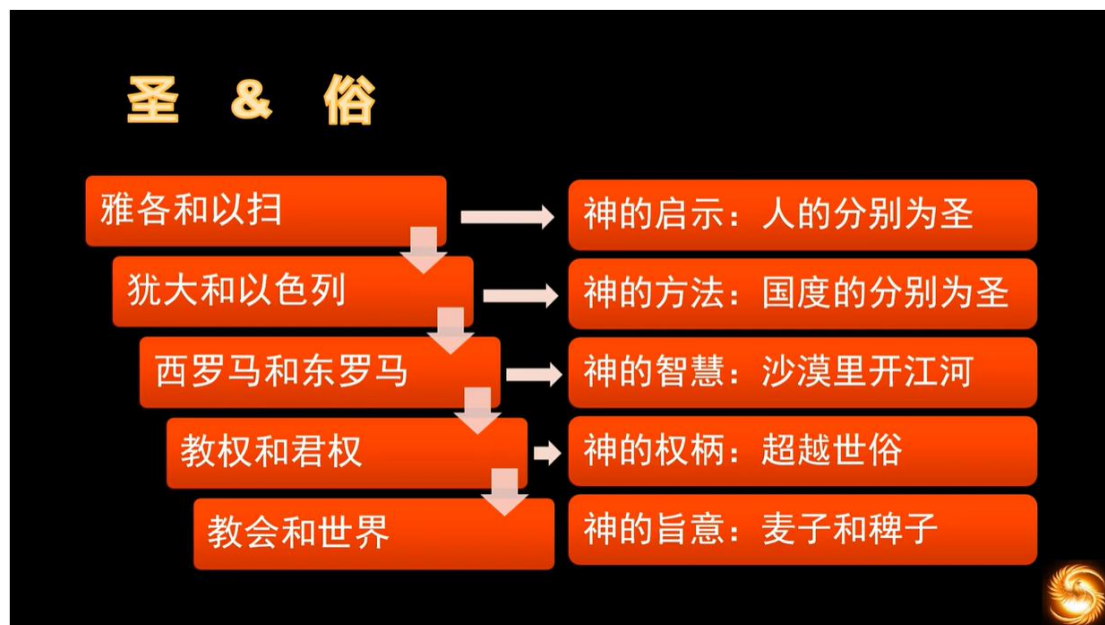 圣 & 俗
雅各和以扫
神的启示：人的分别为圣
犹大和以色列
神的方法：国度的分别为圣
西罗马和东罗马
神的智慧：沙漠里开江河
教权和君权
神的权柄：超越世俗
教会和世界
神的旨意：麦子和稗子